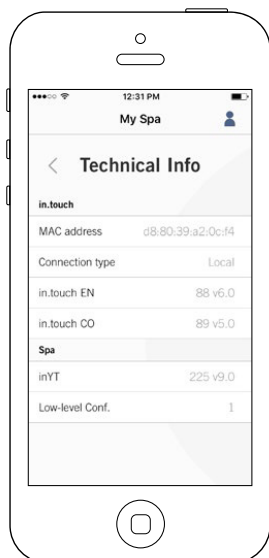 12:31 PM
My Spa
Technical Info
in.touch
MAC address d8:80:39:a2:0c:f4
Connection type Local
in.touch EN 88 v6.0
in.touch CO 89 v5.0
Spa
inYT 225 v9.0
Low-level Conf. 1